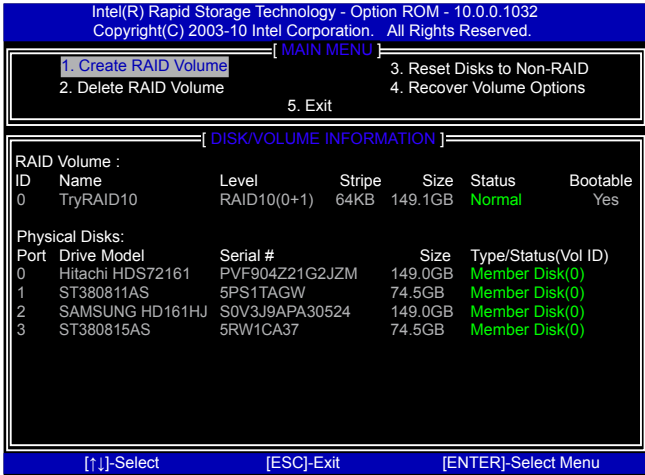 Intel(R) Rapid Storage Technology - Option ROM - 10.0.0.1032
Copyright(C) 2003-10 Intel Corporation.   All Rights Reserved.
[ MAIN MENU ]
1. Create RAID Volume 3. Reset Disks to Non-RAID
2. Delete RAID Volume 4. Recover Volume Options
5. Exit
[ DISK/VOLUME INFORMATION ]
RAID Volume :
ID Name Level Stripe Size Status Bootable
0 TryRAID10 RAID10(0+1) 64KB 149.1GB Normal Yes
Physical Disks:
Port Drive Model Serial # Size Type/Status(Vol ID)
0 Hitachi HDS72161 PVF904Z21G2JZM 149.0GB Member Disk(0)
1 ST380811AS 5PS1TAGW 74.5GB Member Disk(0)
2 SAMSUNG HD161HJ S0V3J9APA30524 149.0GB Member Disk(0)
3 ST380815AS 5RW1CA37 74.5GB Member Disk(0)
[↑↓]-Select [ESC]-Exit [ENTER]-Select Menu